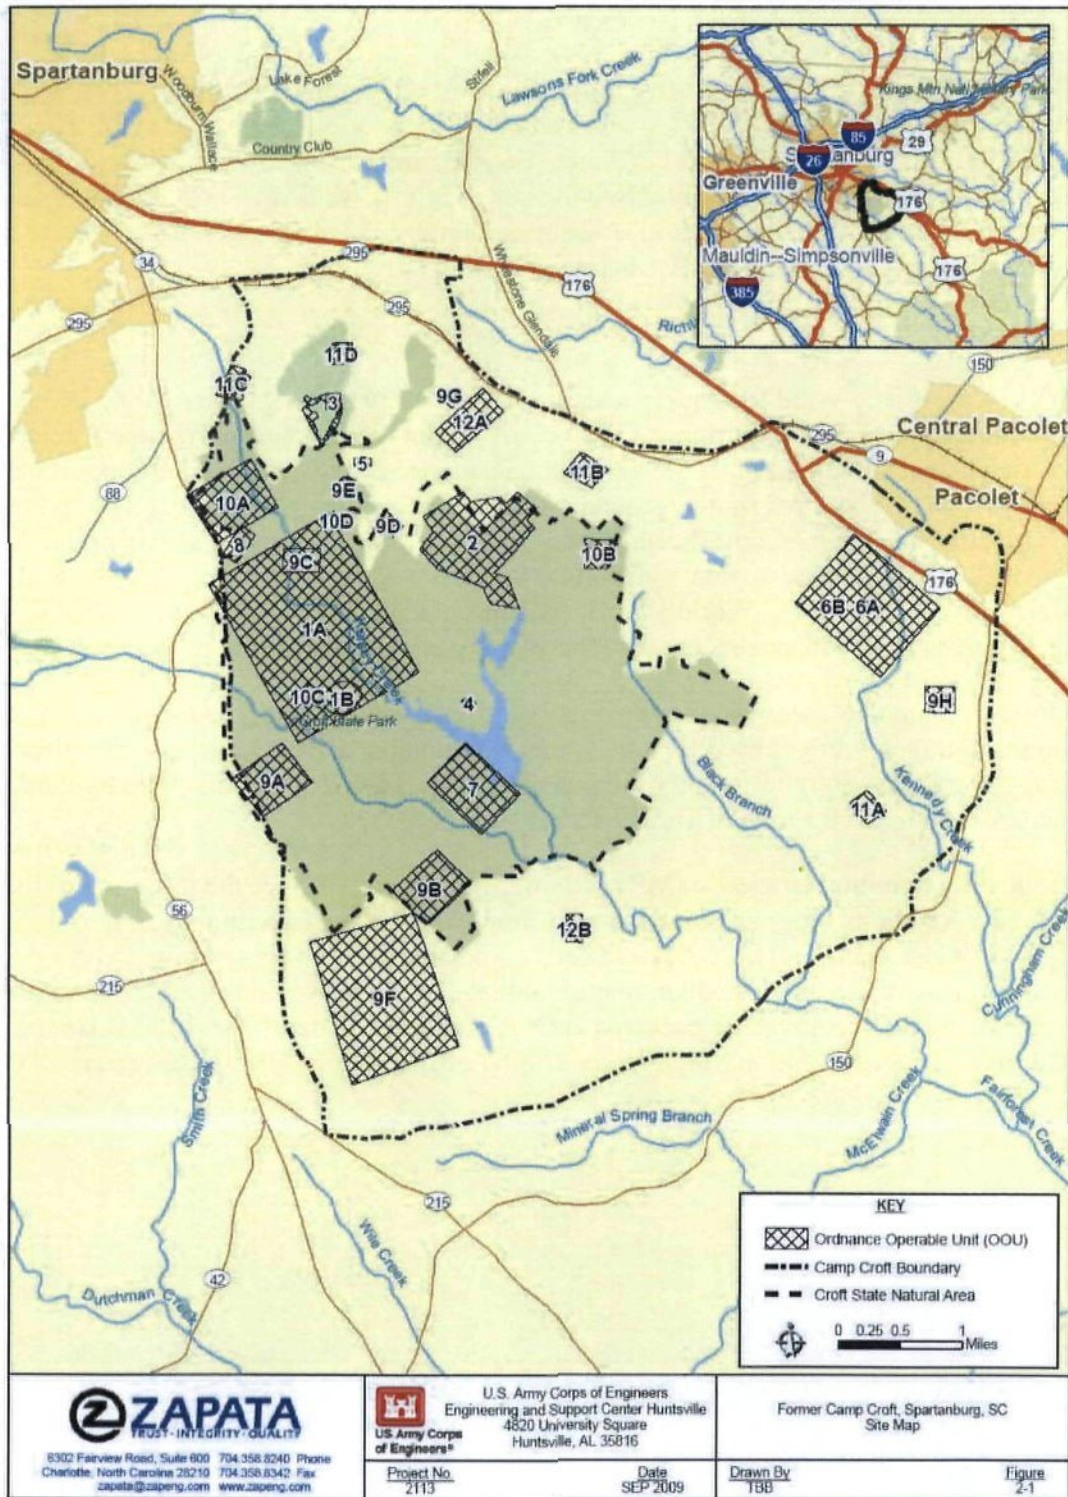 Spartanburg
Woodburn
Wallace
Lake Forest
Stifell
Lawsons Fork Creek
Country Club
Whitestone Glendale
34
295
295
295
176
Kings Mtn Natl Military Park
85
29
26
Greenville
176
Mauldin--Simpsonville
176
385
150
295
Central Pacolet
9
Pacolet
176
88
11D
11C
3
9G
12A
5
11B
9E
10A
10D
9D
8
2
10B
9C
1A
6B 6A
10C
1B
4
9H
Croft State Park
9A
7
Black Branch
11A
Kennedy Creek
9B
56
12B
215
9F
Cunningham Creek
150
Smith Creek
Mineral Spring Branch
McElwain Creek
Fairforest Creek
215
Wile Creek
42
Dutchman Creek
KEY
Ordnance Operable Unit (OOU)
Camp Croft Boundary
Croft State Natural Area
0 0.25 0.5 1
Miles
ZAPATA
TRUST · INTEGRITY · QUALITY
6302 Fairview Road, Suite 600 704.358.8240 Phone
Charlotte, North Carolina 28210 704.358.8342 Fax
zapata@zapeng.com www.zapeng.com
US Army Corps
of Engineers®
U.S. Army Corps of Engineers
Engineering and Support Center Huntsville
4820 University Square
Huntsville, AL 35816
Former Camp Croft, Spartanburg, SC
Site Map
Project No
2113
Date
SEP 2009
Drawn By
TBB
Figure
2-1